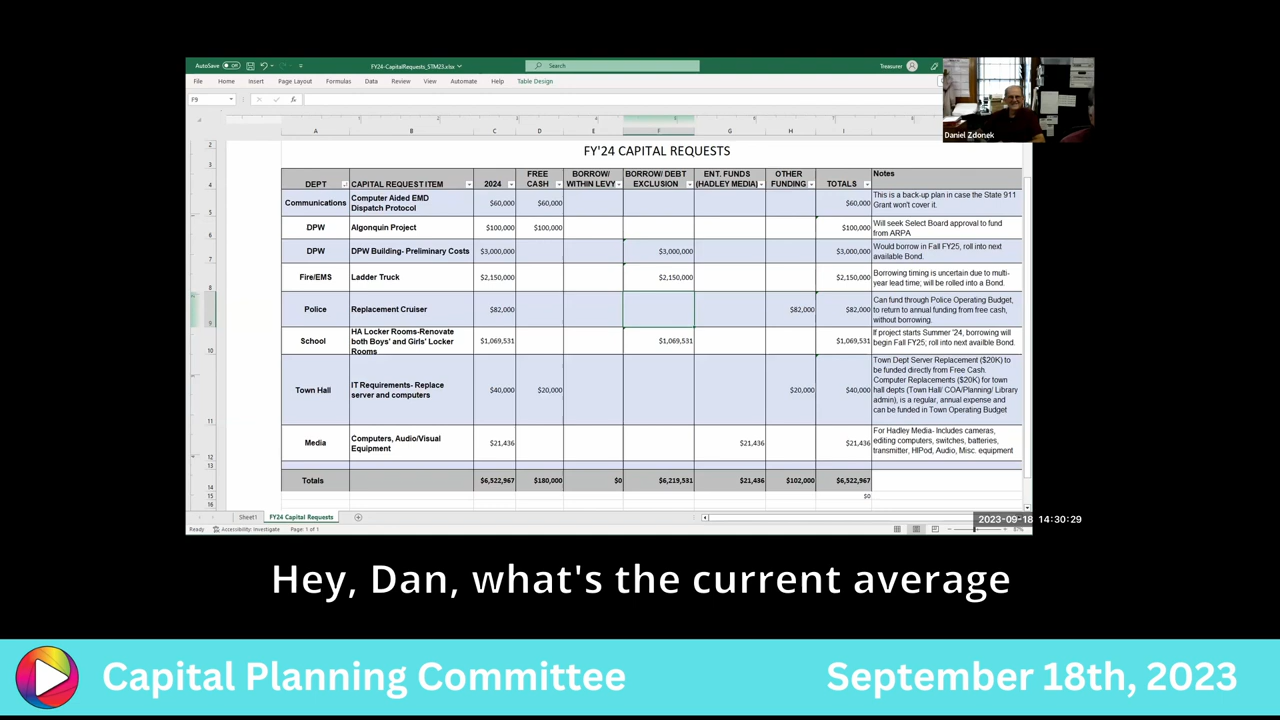 AutoSave Off FY24-CapitalRequests_STM23.xlsx Search Treasurer
File Home Insert Page Layout Formulas Data Review View Automate Help Table Design
F9 fx
Daniel Zdonek
A B C D E F G H I
FY'24 CAPITAL REQUESTS
DEPT CAPITAL REQUEST ITEM 2024 FREE CASH BORROW/ WITHIN LEVY BORROW/ DEBT EXCLUSION ENT. FUNDS (HADLEY MEDIA) OTHER FUNDING TOTALS Notes
Communications Computer Aided EMD Dispatch Protocol $60,000 $60,000 $60,000 This is a back-up plan in case the State 911 Grant won't cover it.
DPW Algonquin Project $100,000 $100,000 $100,000 Will seek Select Board approval to fund from ARPA
DPW DPW Building- Preliminary Costs $3,000,000 $3,000,000 $3,000,000 Would borrow in Fall FY25, roll into next available Bond.
Fire/EMS Ladder Truck $2,150,000 $2,150,000 $2,150,000 Borrowing timing is uncertain due to multi-year lead time; will be rolled into a Bond.
Police Replacement Cruiser $82,000 $82,000 $82,000 Can fund through Police Operating Budget, to return to annual funding from free cash, without borrowing.
School HA Locker Rooms-Renovate both Boys' and Girls' Locker Rooms $1,069,531 $1,069,531 $1,069,531 If project starts Summer '24, borrowing will begin Fall FY25, roll into next availble Bond.
Town Hall IT Requirements- Replace server and computers $40,000 $20,000 $20,000 $40,000 Town Dept Server Replacement ($20K) to be funded directly from Free Cash. Computer Replacements ($20K) for town hall depts (Town Hall/ COA/Planning/ Library admin), is a regular, annual expense and can be funded in Town Operating Budget
Media Computers, Audio/Visual Equipment $21,436 $21,436 $21,436 For Hadley Media- Includes cameras, editing computers, switches, batteries, transmitter, HIPod, Audio, Misc. equipment
Totals $6,522,967 $180,000 $0 $6,219,531 $21,436 $102,000 $6,522,967
$0
Sheet1 FY24 Capital Requests
2023-09-18 14:30:29
Ready Accessibility: Investigate Page: 1 of 1 87%
Hey, Dan, what's the current average
Capital Planning Committee September 18th, 2023